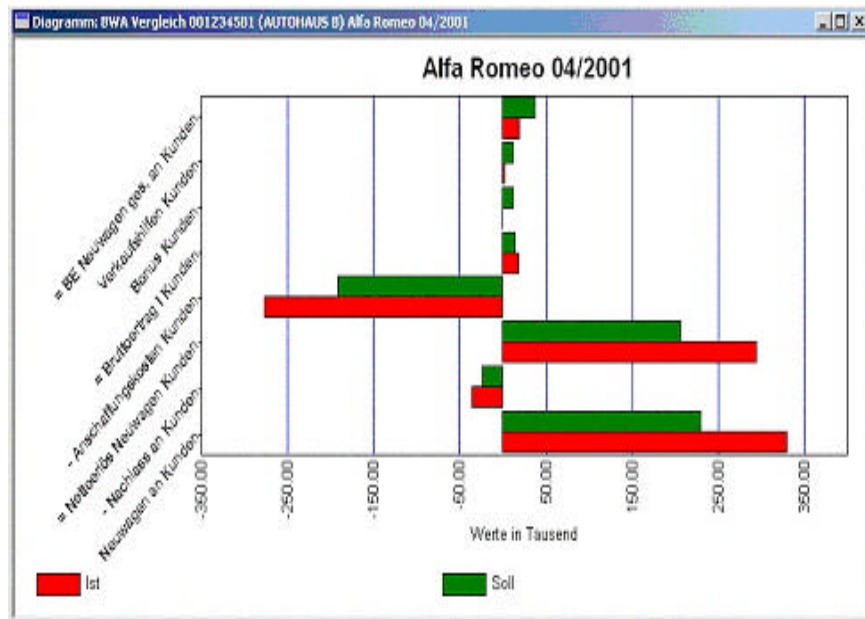 Diagramm: BWA Vergleich 001234581 (AUTOHAUS B) Alfa Romeo 04/2001
Alfa Romeo 04/2001
= BE Neuwagen ges. an Kunden
Verkaufshilfen Kunden
Bonus Kunden
= Bruttoertrag I Kunden
- Anschaffungskosten Kunden
= Nettoerlös Neuwagen Kunden
- Nachlass an Kunden
Neuwagen an Kunden
-350.00 -250.00 -150.00 -50.00 50.00 150.00 250.00 350.00
Werte in Tausend
Ist
Soll